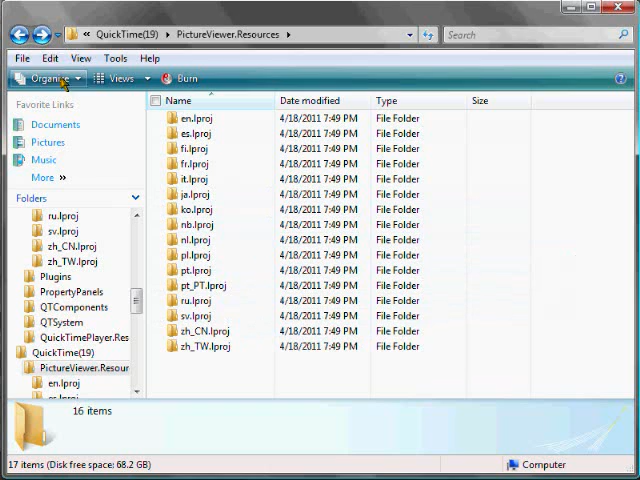 « QuickTime(19) ▸ PictureViewer.Resources ▸ Search
File Edit View Tools Help
Organize Views Burn
Favorite Links
Documents
Pictures
Music
More »
Folders
ru.lproj
sv.lproj
zh_CN.lproj
zh_TW.lproj
Plugins
PropertyPanels
QTComponents
QTSystem
QuickTimePlayer.Res
QuickTime(19)
PictureViewer.Resour
en.lproj
es.lproj
Name Date modified Type Size
en.lproj 4/18/2011 7:49 PM File Folder
es.lproj 4/18/2011 7:49 PM File Folder
fi.lproj 4/18/2011 7:49 PM File Folder
fr.lproj 4/18/2011 7:49 PM File Folder
it.lproj 4/18/2011 7:49 PM File Folder
ja.lproj 4/18/2011 7:49 PM File Folder
ko.lproj 4/18/2011 7:49 PM File Folder
nb.lproj 4/18/2011 7:49 PM File Folder
nl.lproj 4/18/2011 7:49 PM File Folder
pl.lproj 4/18/2011 7:49 PM File Folder
pt.lproj 4/18/2011 7:49 PM File Folder
pt_PT.lproj 4/18/2011 7:49 PM File Folder
ru.lproj 4/18/2011 7:49 PM File Folder
sv.lproj 4/18/2011 7:49 PM File Folder
zh_CN.lproj 4/18/2011 7:49 PM File Folder
zh_TW.lproj 4/18/2011 7:49 PM File Folder
16 items
17 items (Disk free space: 68.2 GB) Computer